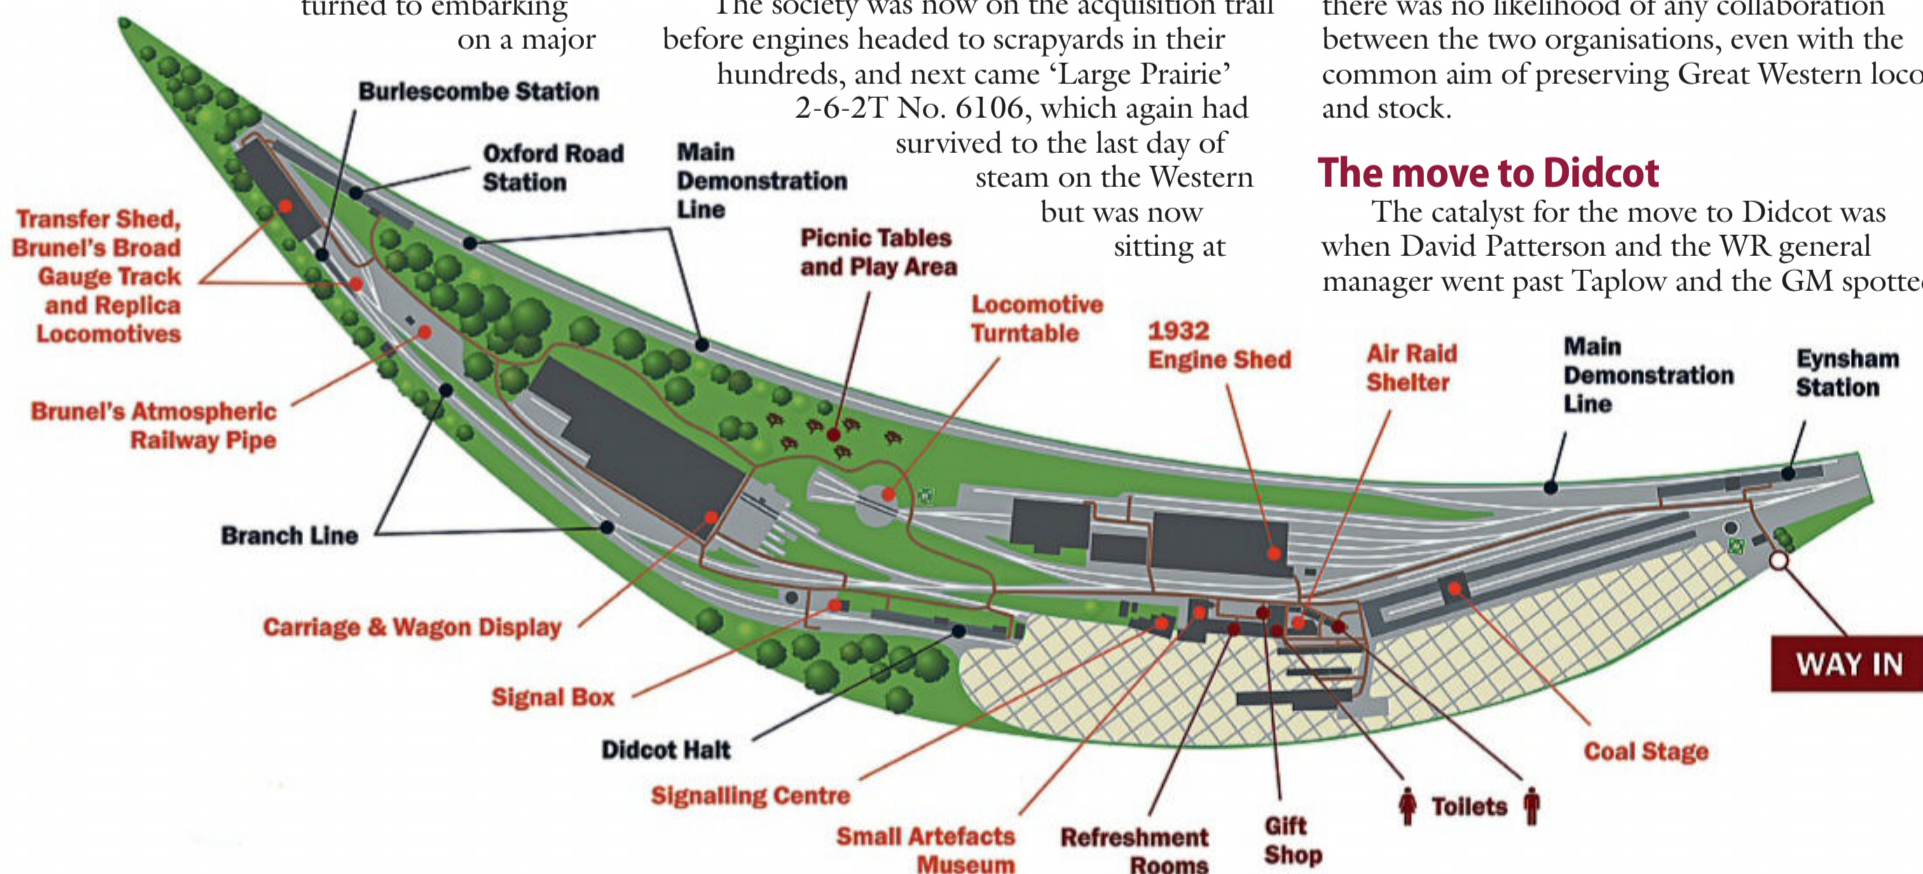 turned to embarking
on a major
The society was now on the acquisition trail
before engines headed to scrapyards in their
hundreds, and next came ‘Large Prairie’
2-6-2T No. 6106, which again had
survived to the last day of
steam on the Western
but was now
sitting at
there was no likelihood of any collaboration
between the two organisations, even with the
common aim of preserving Great Western loco
and stock.
The move to Didcot
The catalyst for the move to Didcot was
when David Patterson and the WR general
manager went past Taplow and the GM spotte
Burlescombe Station
Oxford Road
Station
Main
Demonstration
Line
Transfer Shed,
Brunel's Broad
Gauge Track
and Replica
Locomotives
Picnic Tables
and Play Area
Locomotive
Turntable
1932
Engine Shed
Air Raid
Shelter
Main
Demonstration
Line
Eynsham
Station
Brunel's Atmospheric
Railway Pipe
Branch Line
Carriage & Wagon Display
Signal Box
Didcot Halt
Signalling Centre
Small Artefacts
Museum
Refreshment
Rooms
Gift
Shop
Toilets
Coal Stage
WAY IN